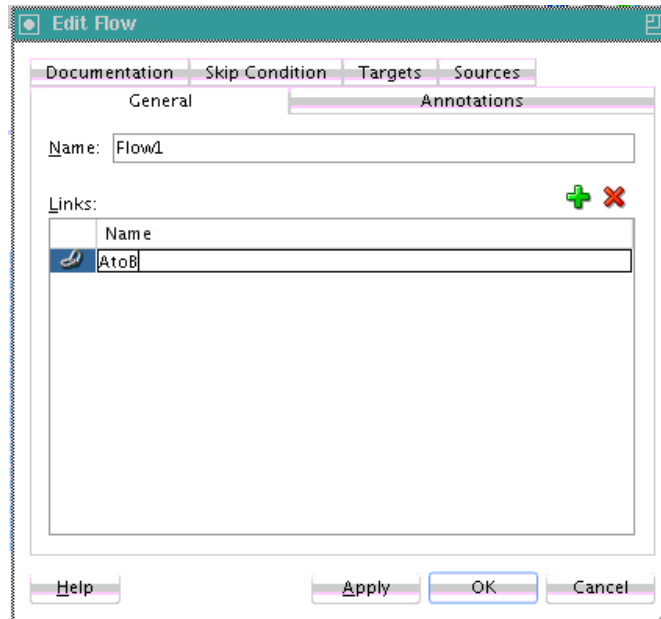 Edit Flow
Documentation Skip Condition Targets Sources
General Annotations
Name: Flow1
Links:
Name
AtoB
Help Apply OK Cancel